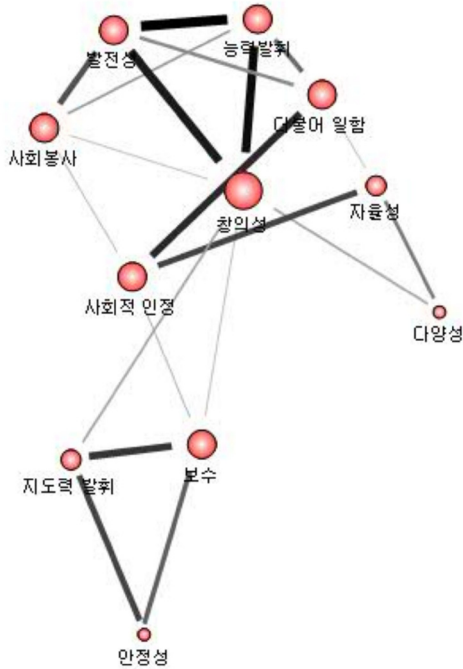 능력발휘
발전성
더불어 일함
사회봉사
자율성
창의성
사회적 인정
다양성
보수
지도력 발휘
안정성